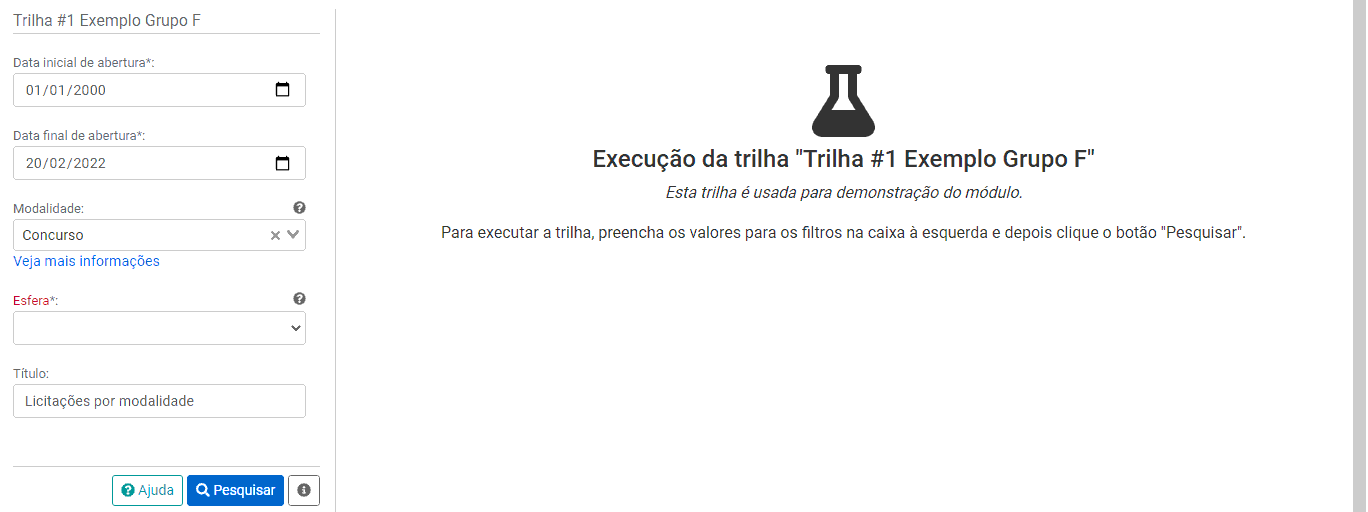 Trilha #1 Exemplo Grupo F
Data inicial de abertura*:
01/01/2000
Data final de abertura*:
20/02/2022
Modalidade:
Concurso
Veja mais informações
Esfera*:
Título:
Licitações por modalidade
Ajuda
Pesquisar
Execução da trilha "Trilha #1 Exemplo Grupo F"
Esta trilha é usada para demonstração do módulo.
Para executar a trilha, preencha os valores para os filtros na caixa à esquerda e depois clique o botão "Pesquisar".